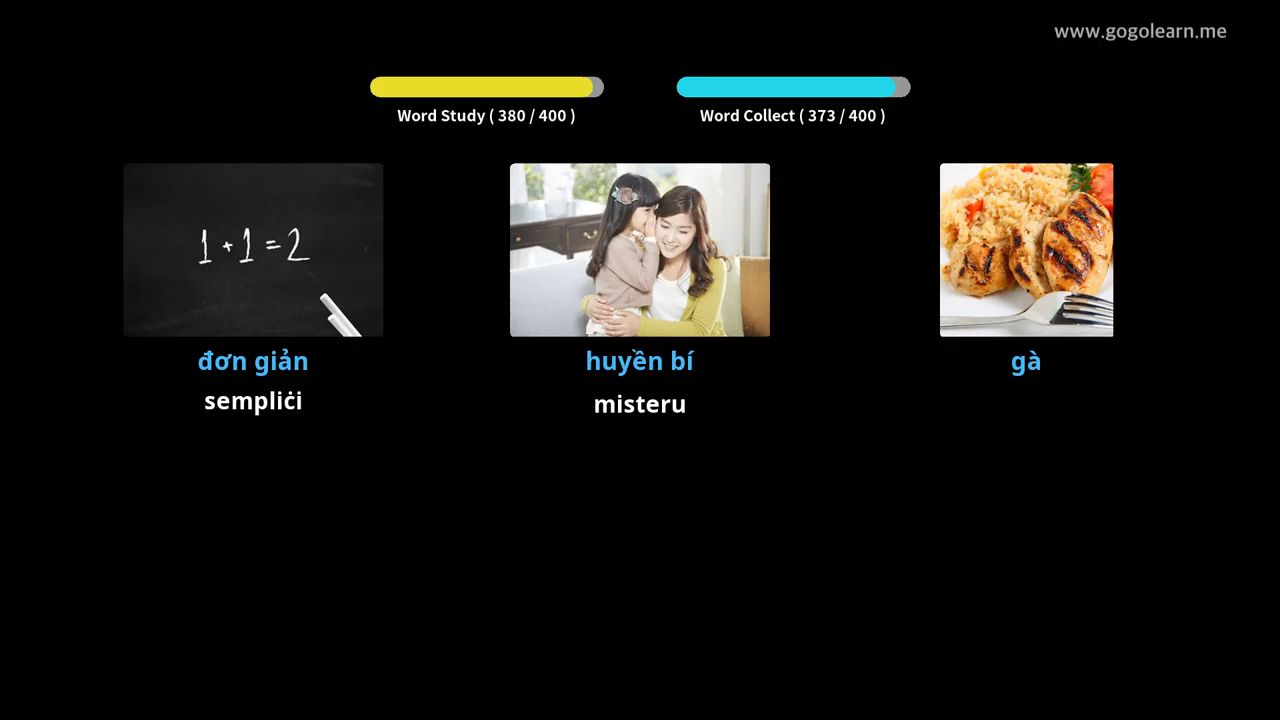 www.gogolearn.me
Word Study ( 380 / 400 )
Word Collect ( 373 / 400 )
1 + 1 = 2
đơn giản
huyền bí
gà
sempliċi
misteru